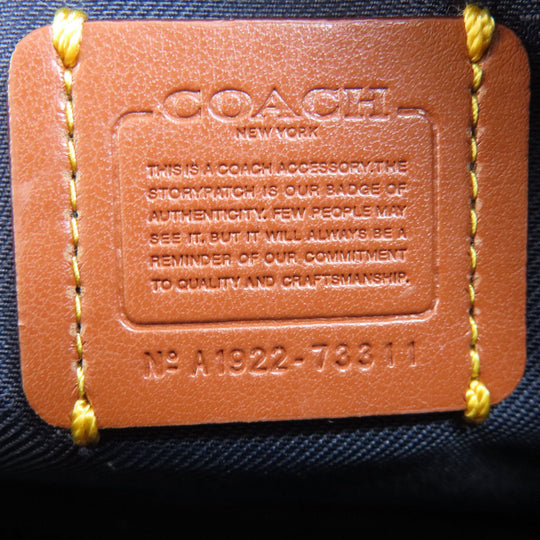 COACH
NEW YORK
THIS IS A COACH ACCESSORY. THE
STORYPATCH IS OUR BADGE OF
AUTHENTICITY. FEW PEOPLE MAY
SEE IT. BUT IT WILL ALWAYS BE A
REMINDER OF OUR COMMITMENT
TO QUALITY AND CRAFTSMANSHIP.
Nº A1922-73311